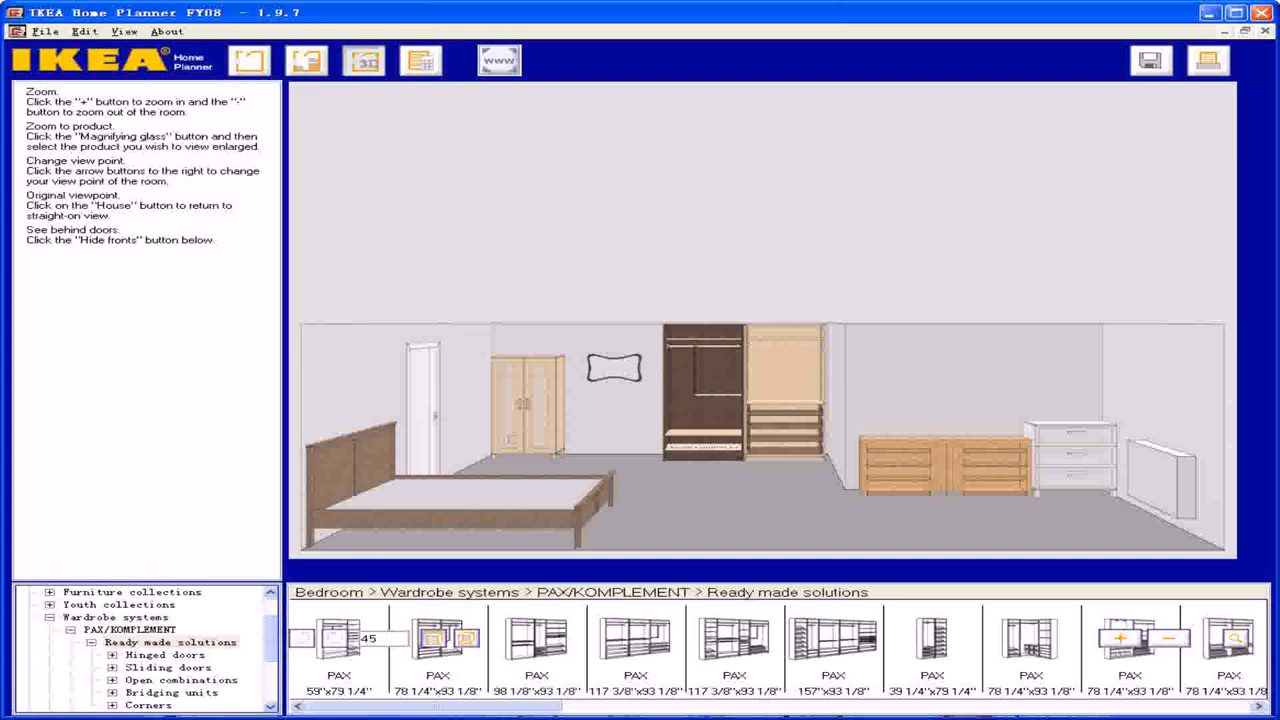 IKEA Home Planner FY08 - 1.9.7
File Edit View About
IKEA® Home Planner
3D
www
Zoom.
Click the "+" button to zoom in and the "-"
button to zoom out of the room.
Zoom to product.
Click the "Magnifying glass" button and then
select the product you wish to view enlarged.
Change view point.
Click the arrow buttons to the right to change
your view point of the room.
Original viewpoint.
Click on the "House" button to return to
straight-on view.
See behind doors.
Click the "Hide fronts" button below.
Furniture collections
Youth collections
Wardrobe systems
PAX/KOMPLEMENT
Ready made solutions
Hinged doors
Sliding doors
Open combinations
Bridging units
Corners
Bedroom > Wardrobe systems > PAX/KOMPLEMENT > Ready made solutions
45
PAX PAX PAX PAX PAX PAX PAX PAX PAX PAX
59"x79 1/4" 78 1/4"x93 1/8" 98 1/8"x93 1/8" 117 3/8"x93 1/8" 117 3/8"x93 1/8" 157"x93 1/8" 39 1/4"x79 1/4" 78 1/4"x93 1/8" 78 1/4"x93 1/8" 78 1/4"x93 1/8